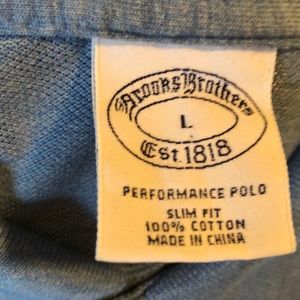 Brooks Brothers
L
Est. 1818
PERFORMANCE POLO
SLIM FIT
100% COTTON
MADE IN CHINA